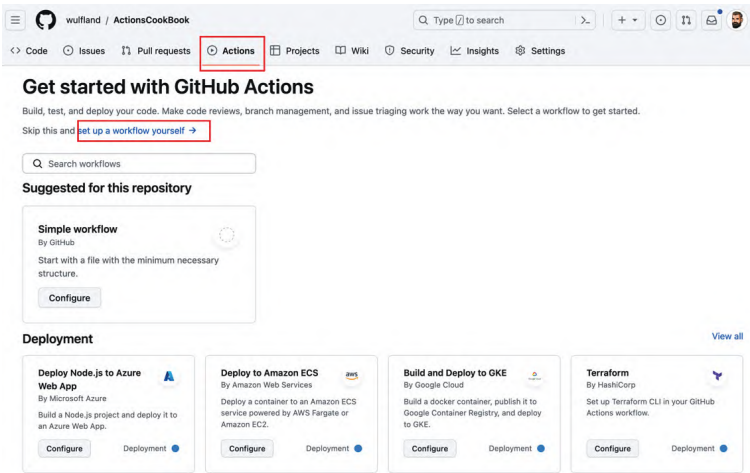 wulfland / ActionsCookBook
Type / to search
Code Issues Pull requests Actions Projects Wiki Security Insights Settings
Get started with GitHub Actions
Build, test, and deploy your code. Make code reviews, branch management, and issue triaging work the way you want. Select a workflow to get started.
Skip this and set up a workflow yourself →
Search workflows
Suggested for this repository
Simple workflow
By GitHub
Start with a file with the minimum necessary
structure.
Configure
Deployment
View all
Deploy Node.js to Azure
Web App
By Microsoft Azure
Build a Node.js project and deploy it to
an Azure Web App.
Configure Deployment
Deploy to Amazon ECS
aws
By Amazon Web Services
Deploy a container to an Amazon ECS
service powered by AWS Fargate or
Amazon EC2.
Configure Deployment
Build and Deploy to GKE
By Google Cloud
Build a docker container, publish it to
Google Container Registry, and deploy
to GKE.
Configure Deployment
Terraform
By HashiCorp
Set up Terraform CLI in your GitHub
Actions workflow.
Configure Deployment